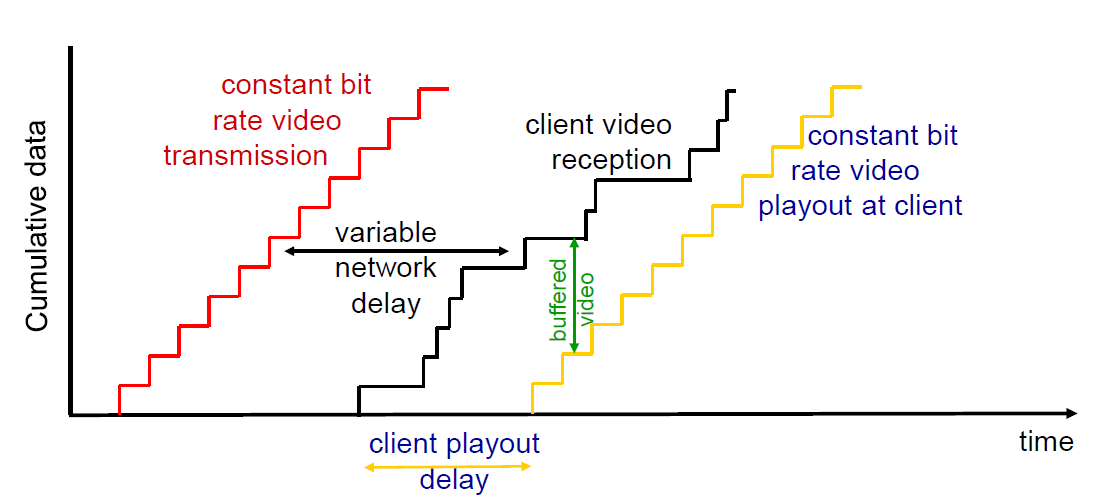 constant bit
rate video
transmission
client video
reception
constant bit
rate video
playout at client
variable
network
delay
buffered
video
Cumulative data
time
client playout
delay